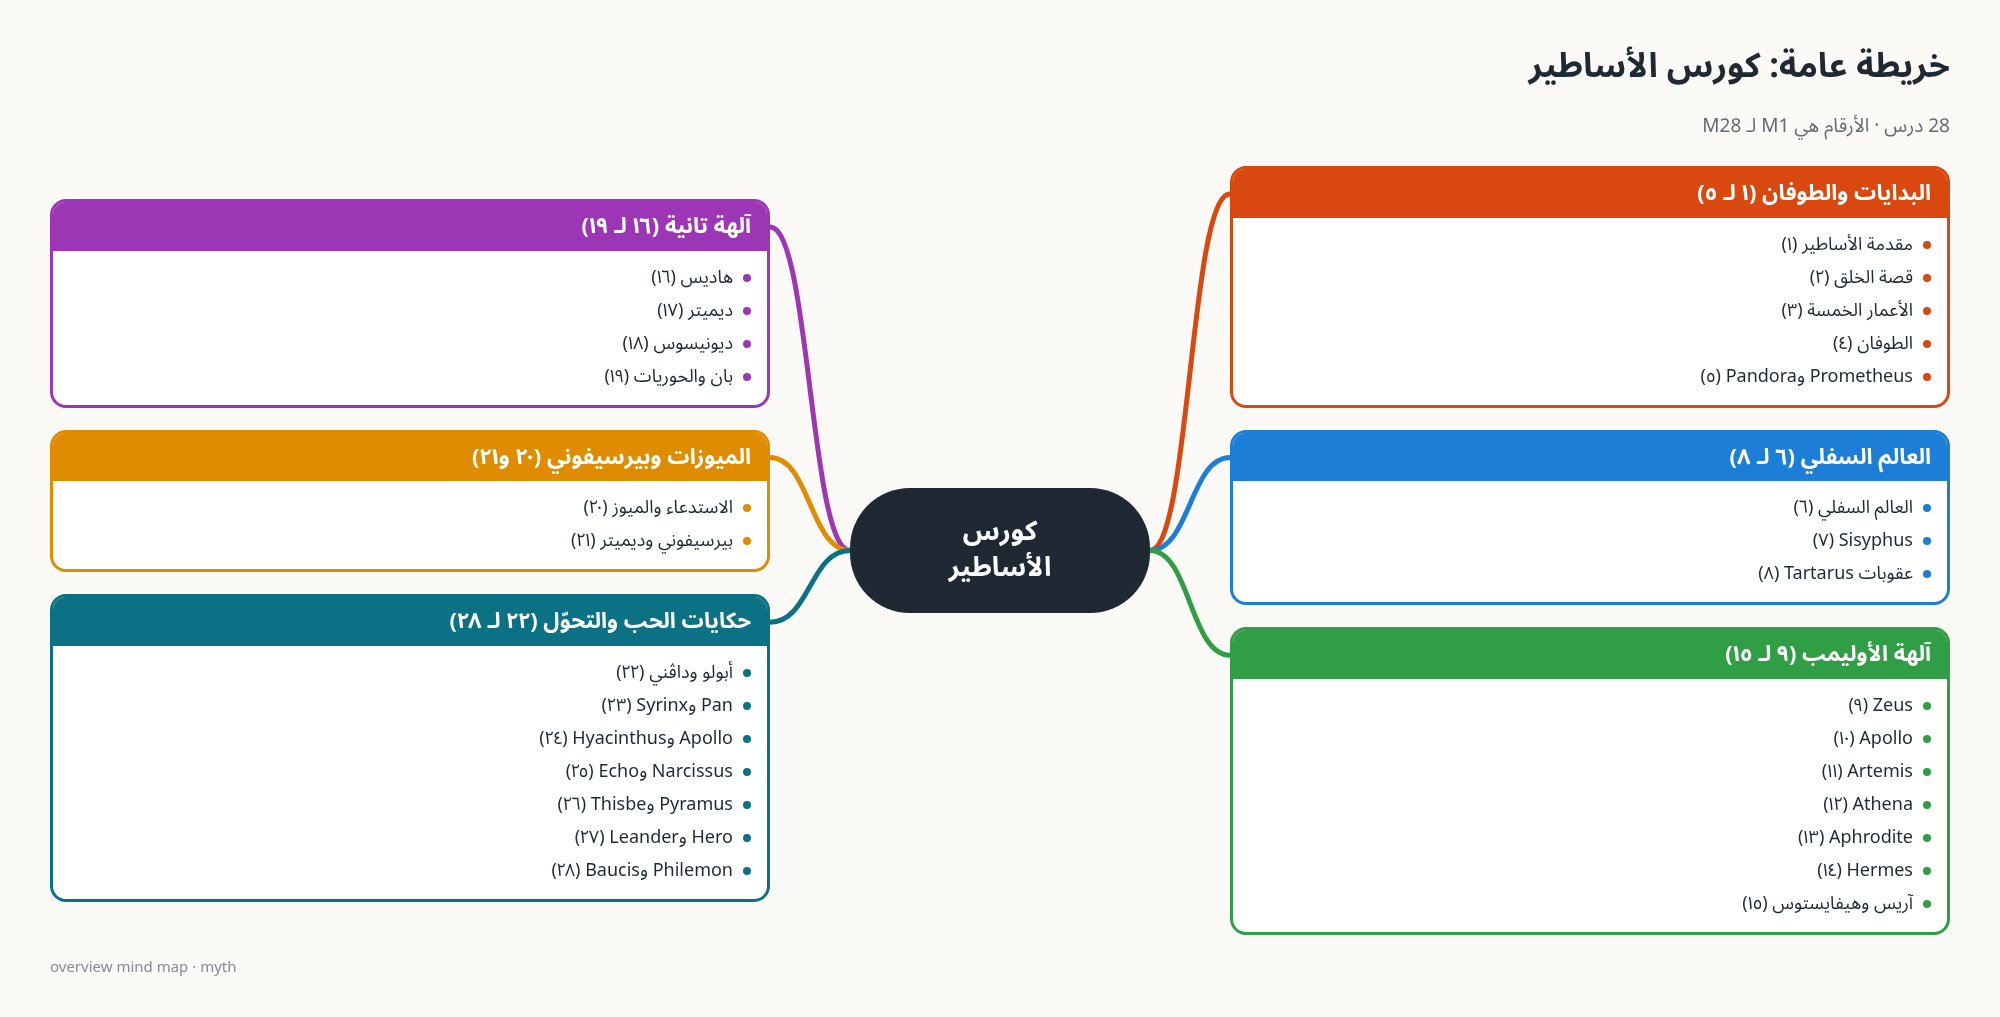 خريطة عامة: كورس الأساطير
28 درس · الأرقام هي M1 لـ M28
البدايات والطوفان (١ لـ ٥)
مقدمة الأساطير (١)
قصة الخلق (٢)
الأعمار الخمسة (٣)
الطوفان (٤)
Prometheus وPandora (٥)
العالم السفلي (٦ لـ ٨)
العالم السفلي (٦)
Sisyphus (٧)
عقوبات Tartarus (٨)
آلهة الأوليمب (٩ لـ ١٥)
Zeus (٩)
Apollo (١٠)
Artemis (١١)
Athena (١٢)
Aphrodite (١٣)
Hermes (١٤)
آريس وهيفايستوس (١٥)
كورس
الأساطير
آلهة تانية (١٦ لـ ١٩)
هاديس (١٦)
ديميتر (١٧)
ديونيسوس (١٨)
بان والحوريات (١٩)
الميوزات وبيرسيفوني (٢٠ و٢١)
الاستدعاء والميوز (٢٠)
بيرسيفوني وديميتر (٢١)
حكايات الحب والتحوّل (٢٢ لـ ٢٨)
أبولو وداڤني (٢٢)
Pan وSyrinx (٢٣)
Apollo وHyacinthus (٢٤)
Narcissus وEcho (٢٥)
Pyramus وThisbe (٢٦)
Hero وLeander (٢٧)
Philemon وBaucis (٢٨)
overview mind map · myth